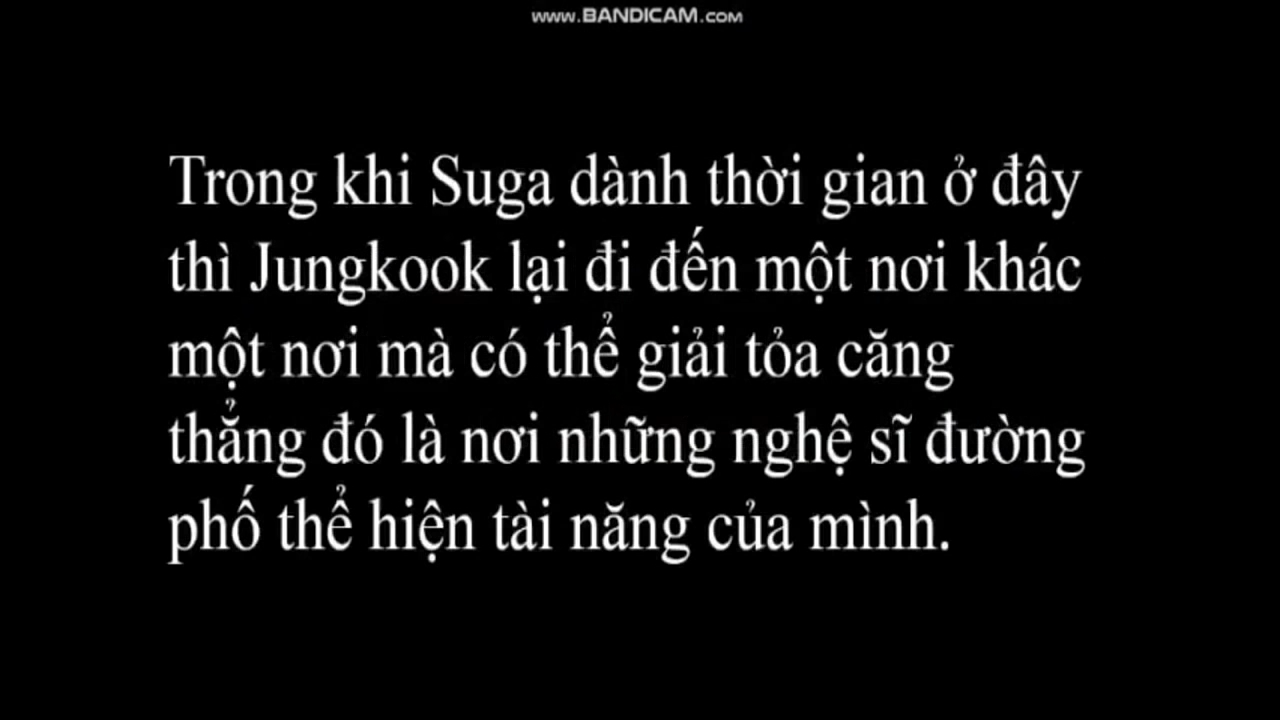 www.BANDICAM.com
Trong khi Suga dành thời gian ở đây
thì Jungkook lại đi đến một nơi khác
một nơi mà có thể giải tỏa căng
thẳng đó là nơi những nghệ sĩ đường
phố thể hiện tài năng của mình.